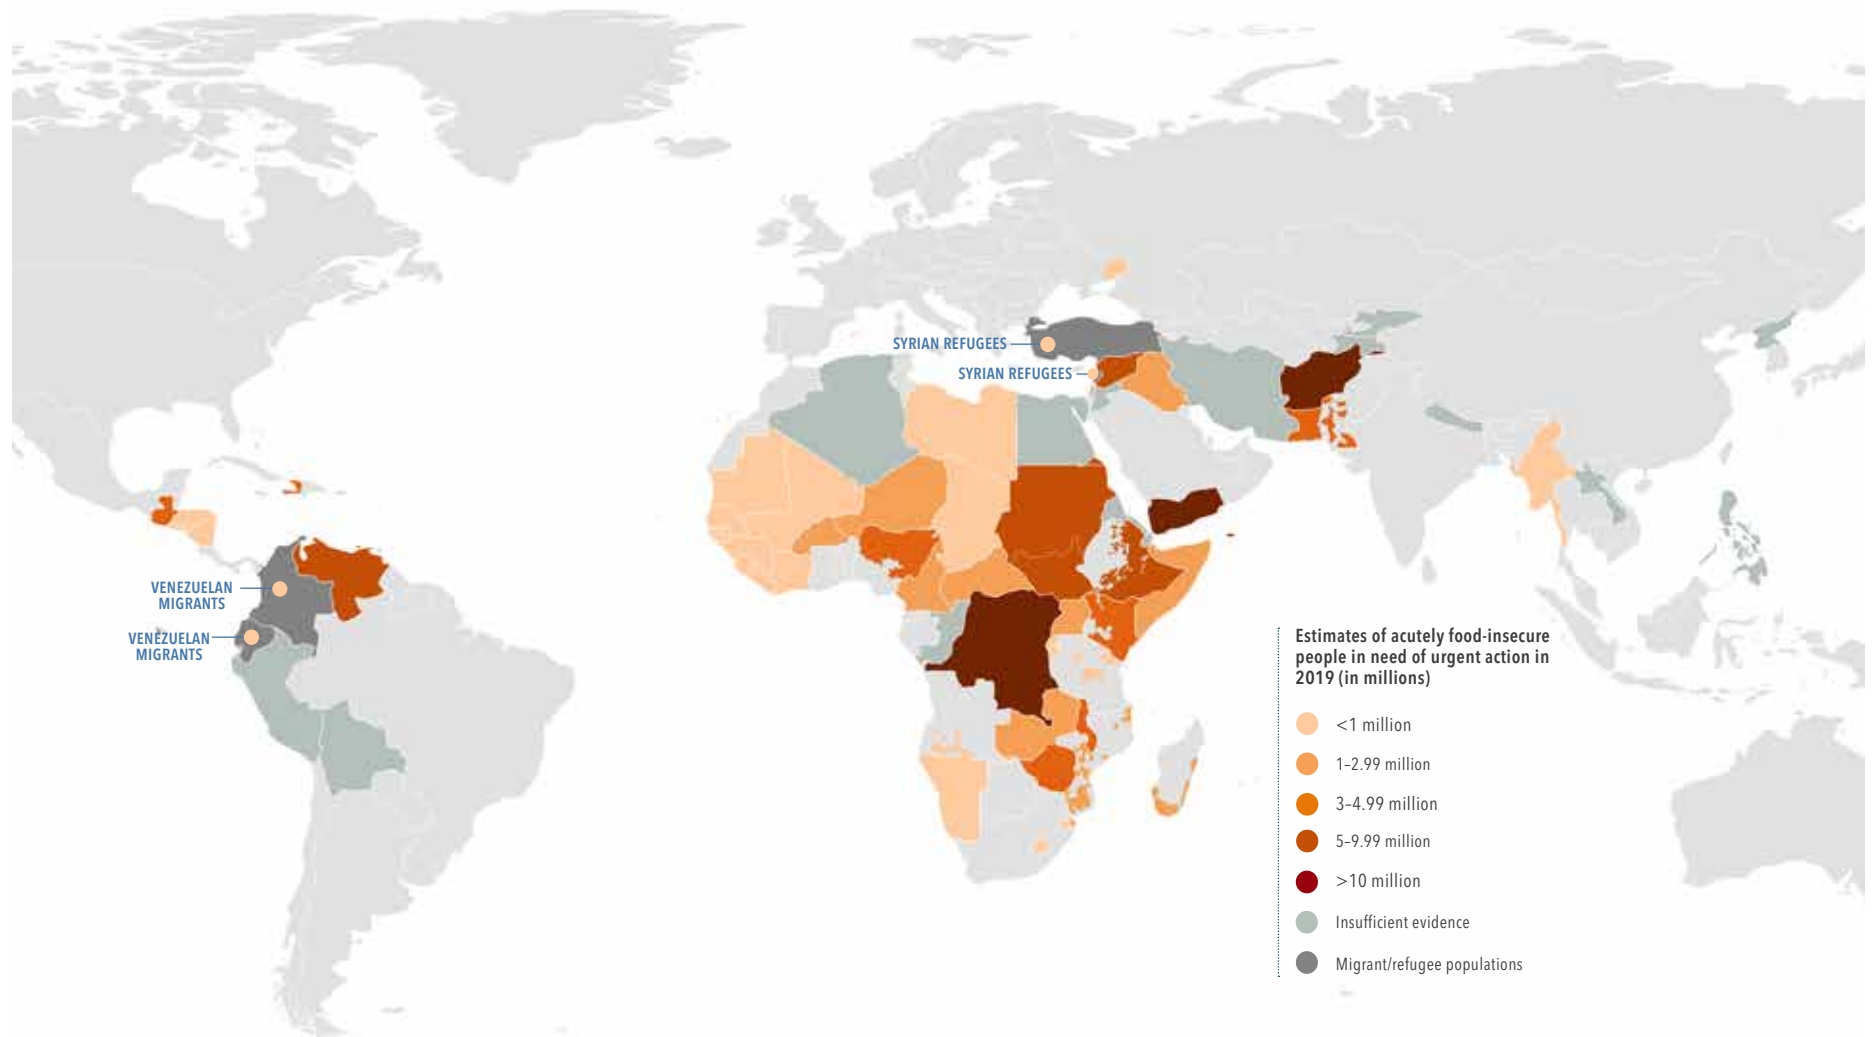 SYRIAN REFUGEES
SYRIAN REFUGEES
VENEZUELAN
MIGRANTS
VENEZUELAN
MIGRANTS
Estimates of acutely food-insecure
people in need of urgent action in
2019 (in millions)
<1 million
1–2.99 million
3–4.99 million
5–9.99 million
>10 million
Insufficient evidence
Migrant/refugee populations